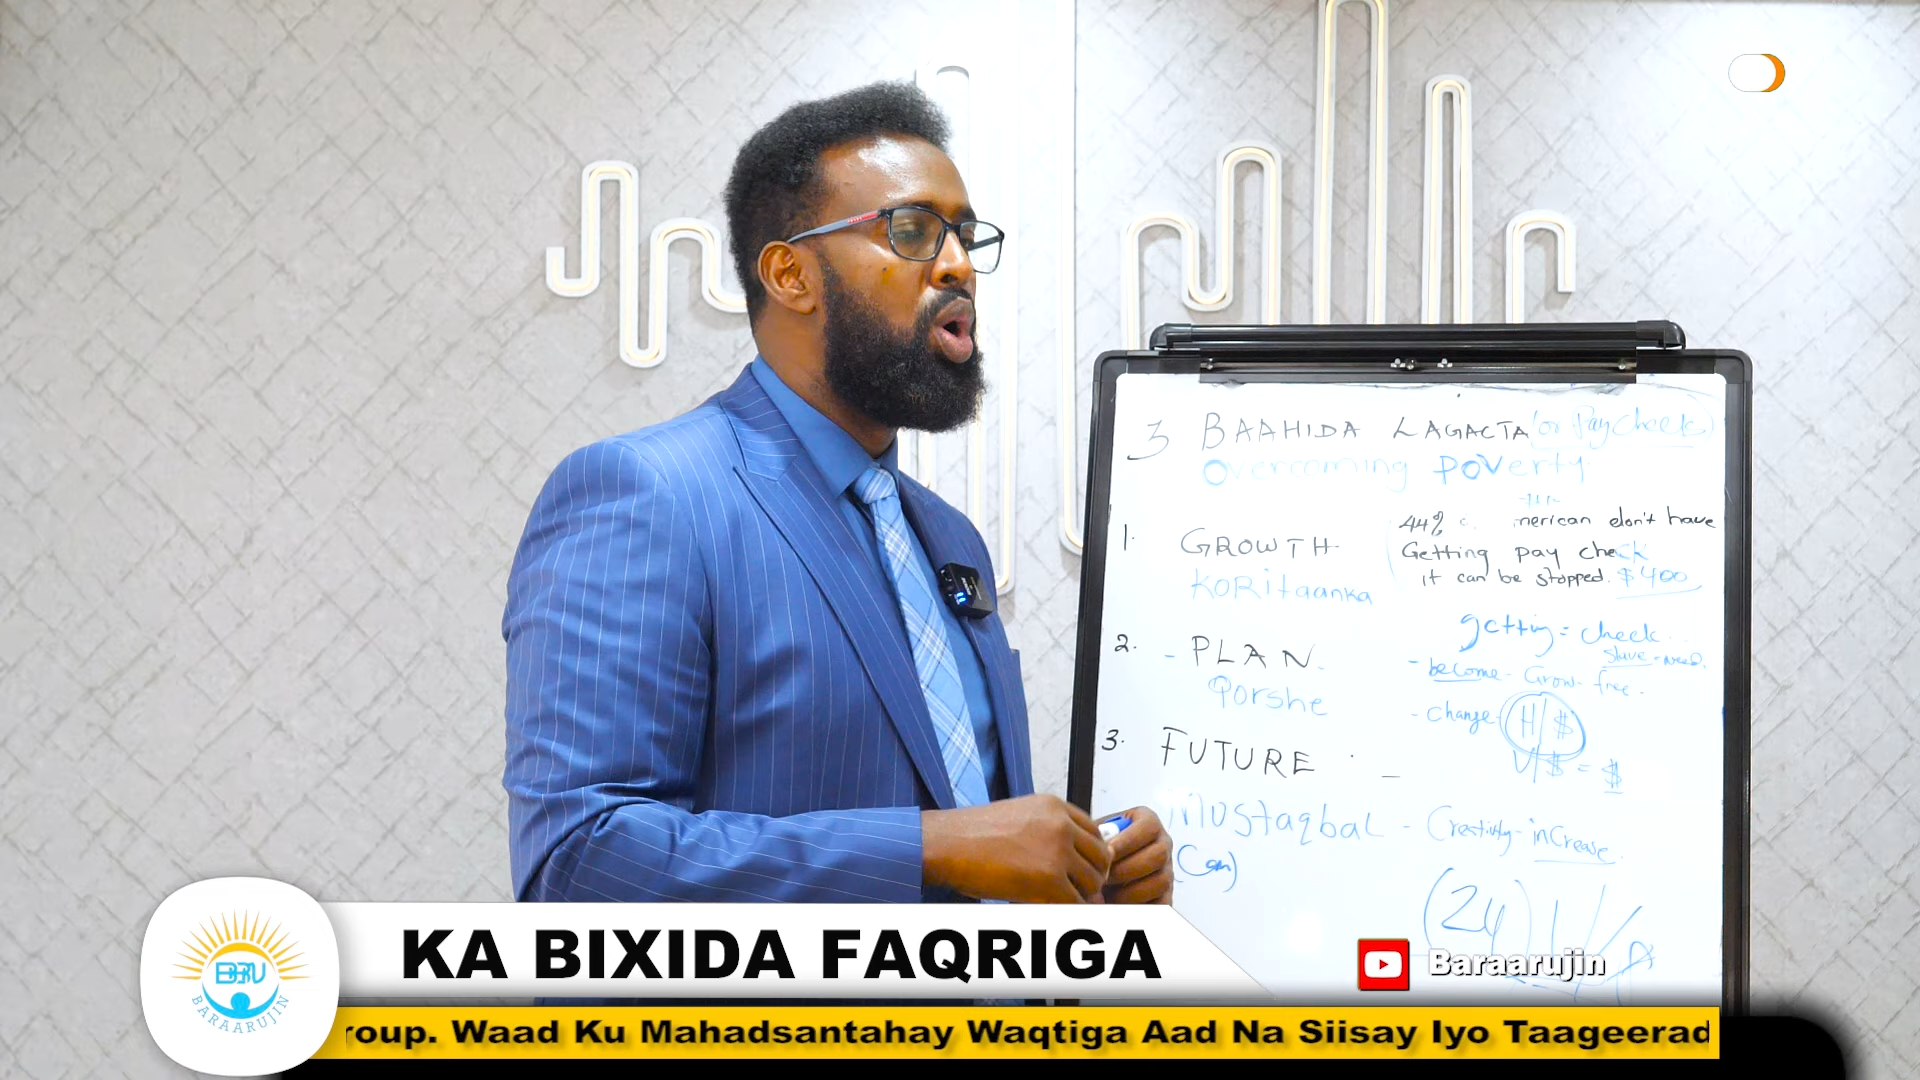 3 BAAHIDA LAGACTA (or PayCheck)
Overcoming POVerty
44% merican don't have
Getting pay check
it can be stopped. $400
1. GROWTH
KORitaanka
getting = check...
slave - need.
2. - PLAN -
Qorshe
- become - Grow - free.
- change - H/$
V/$ = $
3. FUTURE -
Mustaqbal - Creativity - increase
(24)
KA BIXIDA FAQRIGA
Baraarujin
BARAARUJIN
roup. Waad Ku Mahadsantahay Waqtiga Aad Na Siisay Iyo Taageerad